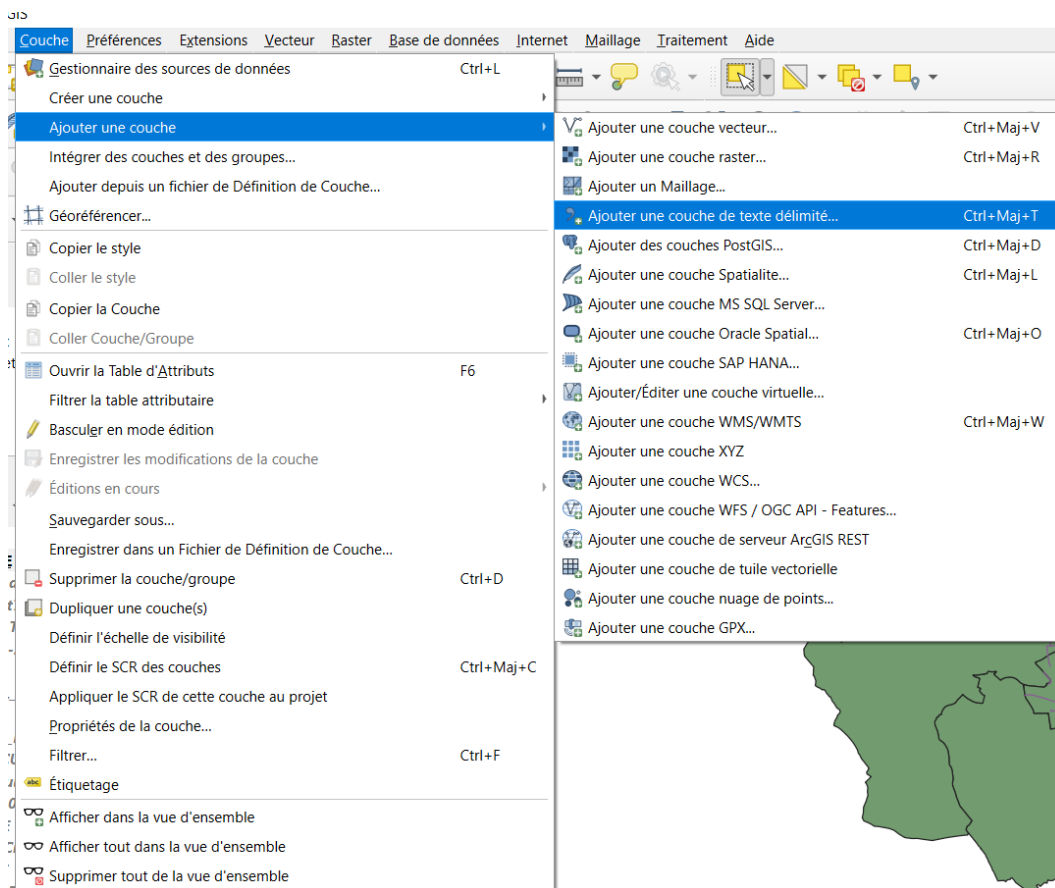 GIS
Couche Préférences Extensions Vecteur Raster Base de données Internet Maillage Traitement Aide
Gestionnaire des sources de données Ctrl+L
Créer une couche
Ajouter une couche
Intégrer des couches et des groupes...
Ajouter depuis un fichier de Définition de Couche...
Géoréférencer...
Copier le style
Coller le style
Copier la Couche
Coller Couche/Groupe
Ouvrir la Table d'Attributs F6
Filtrer la table attributaire
Basculer en mode édition
Enregistrer les modifications de la couche
Éditions en cours
Sauvegarder sous...
Enregistrer dans un Fichier de Définition de Couche...
Supprimer la couche/groupe Ctrl+D
Dupliquer une couche(s)
Définir l'échelle de visibilité
Définir le SCR des couches Ctrl+Maj+C
Appliquer le SCR de cette couche au projet
Propriétés de la couche...
Filtrer... Ctrl+F
abc Étiquetage
Afficher dans la vue d'ensemble
Afficher tout dans la vue d'ensemble
Supprimer tout de la vue d'ensemble
Ajouter une couche vecteur... Ctrl+Maj+V
Ajouter une couche raster... Ctrl+Maj+R
Ajouter un Maillage...
Ajouter une couche de texte délimité... Ctrl+Maj+T
Ajouter des couches PostGIS... Ctrl+Maj+D
Ajouter une couche Spatialite... Ctrl+Maj+L
Ajouter une couche MS SQL Server...
Ajouter une couche Oracle Spatial... Ctrl+Maj+O
Ajouter une couche SAP HANA...
Ajouter/Éditer une couche virtuelle...
Ajouter une couche WMS/WMTS Ctrl+Maj+W
Ajouter une couche XYZ
Ajouter une couche WCS...
Ajouter une couche WFS / OGC API - Features...
Ajouter une couche de serveur ArcGIS REST
Ajouter une couche de tuile vectorielle
Ajouter une couche nuage de points...
Ajouter une couche GPX...